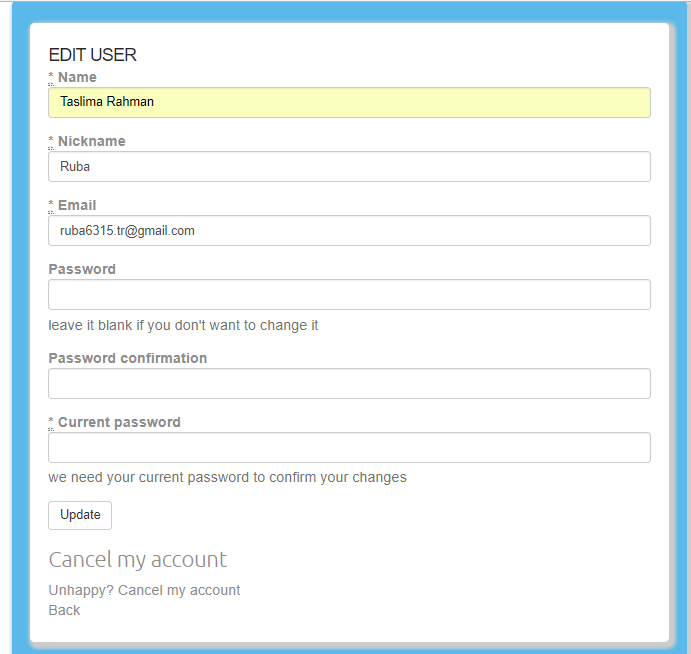 EDIT USER
* Name
Taslima Rahman
* Nickname
Ruba
* Email
ruba6315.tr@gmail.com
Password
leave it blank if you don't want to change it
Password confirmation
* Current password
we need your current password to confirm your changes
Update
Cancel my account
Unhappy? Cancel my account
Back